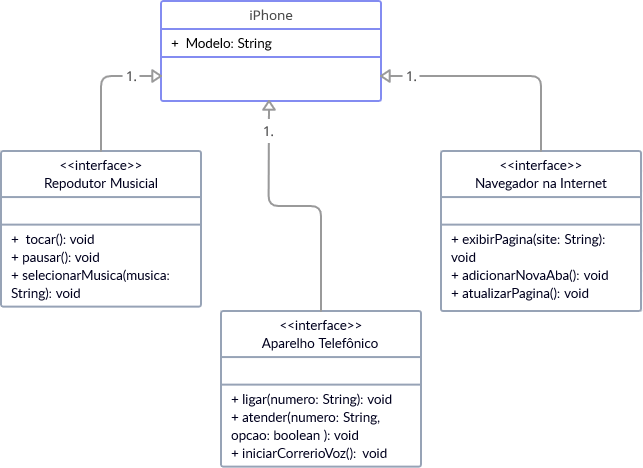 iPhone
+ Modelo: String
1.
1.
1.
<<interface>>
Repodutor Musicial
+ tocar(): void
+ pausar(): void
+ selecionarMusica(musica:
String): void
<<interface>>
Navegador na Internet
+ exibirPagina(site: String):
void
+ adicionarNovaAba(): void
+ atualizarPagina(): void
<<interface>>
Aparelho Telefônico
+ ligar(numero: String): void
+ atender(numero: String,
opcao: boolean ): void
+ iniciarCorrerioVoz(): void